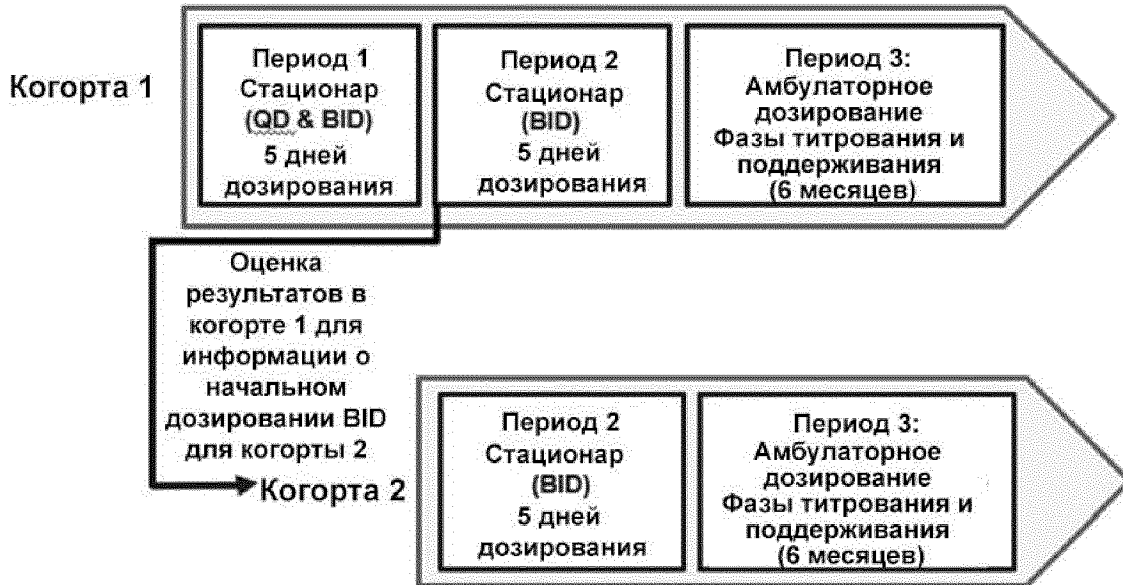 Когорта 1
Период 1
Стационар
(QD & BID)
5 дней
дозирования
Период 2
Стационар
(BID)
5 дней
дозирования
Период 3:
Амбулаторное
дозирование
Фазы титрования и
поддерживания
(6 месяцев)
Оценка
результатов в
когорте 1 для
информации о
начальном
дозировании BID
для когорты 2
Когорта 2
Период 2
Стационар
(BID)
5 дней
дозирования
Период 3:
Амбулаторное
дозирование
Фазы титрования и
поддерживания
(6 месяцев)